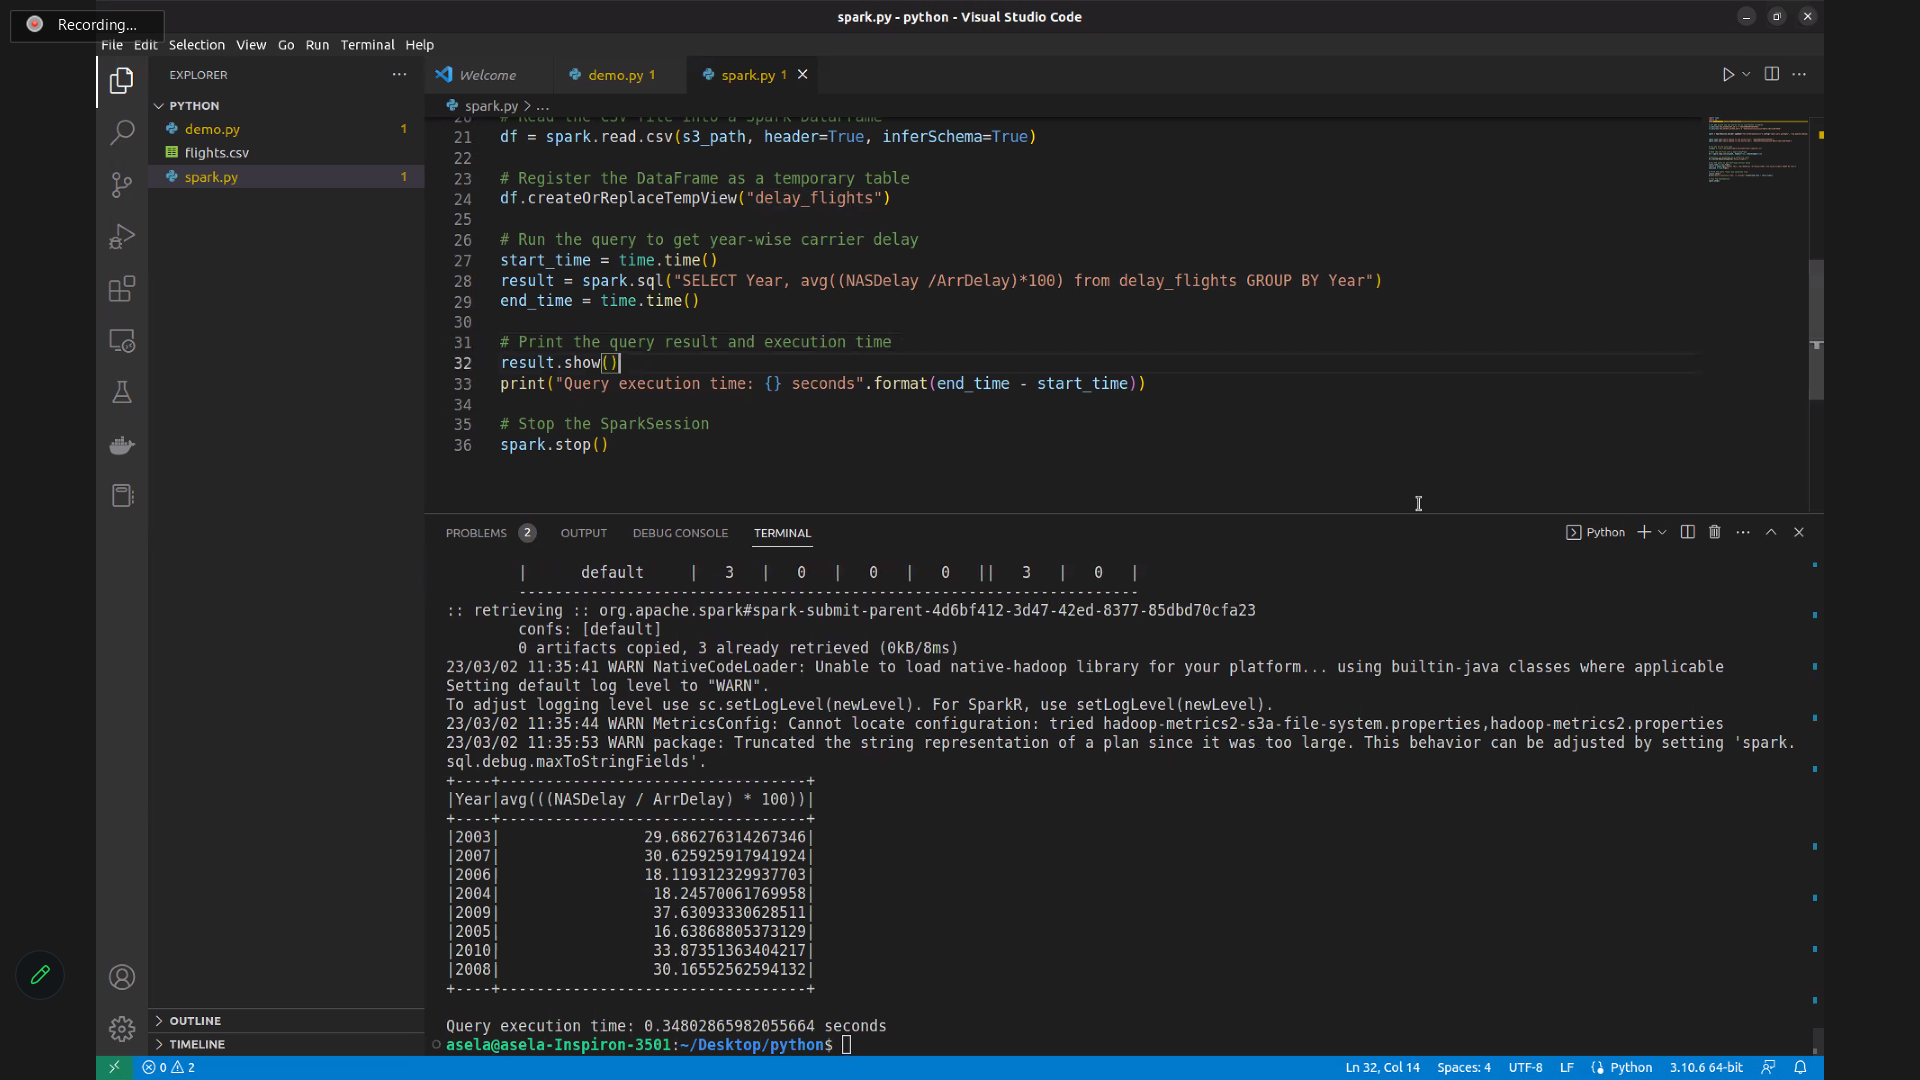 Recording...
spark.py - python - Visual Studio Code
File Edit Selection View Go Run Terminal Help
EXPLORER
Welcome
demo.py 1
spark.py 1
PYTHON
spark.py > ...
demo.py 1
flights.csv
spark.py 1
20 # Read the CSV file into a Spark DataFrame
21 df = spark.read.csv(s3_path, header=True, inferSchema=True)
22
23 # Register the DataFrame as a temporary table
24 df.createOrReplaceTempView("delay_flights")
25
26 # Run the query to get year-wise carrier delay
27 start_time = time.time()
28 result = spark.sql("SELECT Year, avg((NASDelay /ArrDelay)*100) from delay_flights GROUP BY Year")
29 end_time = time.time()
30
31 # Print the query result and execution time
32 result.show()
33 print("Query execution time: {} seconds".format(end_time - start_time))
34
35 # Stop the SparkSession
36 spark.stop()
PROBLEMS 2 OUTPUT DEBUG CONSOLE TERMINAL
Python
| default | 3 | 0 | 0 | 0 || 3 | 0 |
---------------------------------------------------------------------
:: retrieving :: org.apache.spark#spark-submit-parent-4d6bf412-3d47-42ed-8377-85dbd70cfa23
confs: [default]
0 artifacts copied, 3 already retrieved (0kB/8ms)
23/03/02 11:35:41 WARN NativeCodeLoader: Unable to load native-hadoop library for your platform... using builtin-java classes where applicable
Setting default log level to "WARN".
To adjust logging level use sc.setLogLevel(newLevel). For SparkR, use setLogLevel(newLevel).
23/03/02 11:35:44 WARN MetricsConfig: Cannot locate configuration: tried hadoop-metrics2-s3a-file-system.properties,hadoop-metrics2.properties
23/03/02 11:35:53 WARN package: Truncated the string representation of a plan since it was too large. This behavior can be adjusted by setting 'spark.
sql.debug.maxToStringFields'.
+----+----------------------------------+
|Year|avg(((NASDelay / ArrDelay) * 100))|
+----+----------------------------------+
|2003| 29.686276314267346|
|2007| 30.625925917941924|
|2006| 18.119312329937703|
|2004| 18.24570061769958|
|2009| 37.63093330628511|
|2005| 16.63868805373129|
|2010| 33.87351363404217|
|2008| 30.16552562594132|
+----+----------------------------------+
Query execution time: 0.34802865982055664 seconds
asela@asela-Inspiron-3501:~/Desktop/python$
OUTLINE
TIMELINE
0 2
Ln 32, Col 14 Spaces: 4 UTF-8 LF Python 3.10.6 64-bit